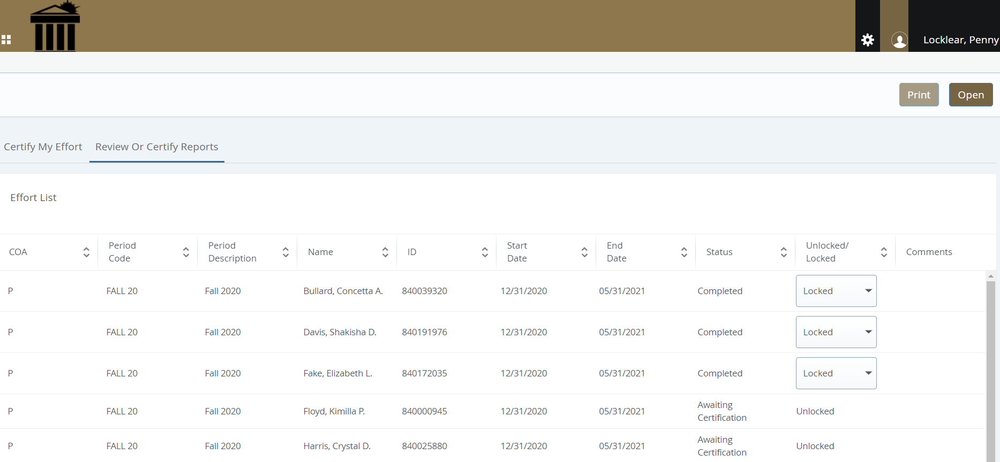 Locklear, Penny
Print Open
Certify My Effort Review Or Certify Reports
Effort List
COA Period Code Period Description Name ID Start Date End Date Status Unlocked/ Locked Comments
P FALL 20 Fall 2020 Bullard, Concetta A. 840039320 12/31/2020 05/31/2021 Completed Locked
P FALL 20 Fall 2020 Davis, Shakisha D. 840191976 12/31/2020 05/31/2021 Completed Locked
P FALL 20 Fall 2020 Fake, Elizabeth L. 840172035 12/31/2020 05/31/2021 Completed Locked
P FALL 20 Fall 2020 Floyd, Kimilla P. 840000945 12/31/2020 05/31/2021 Awaiting Certification Unlocked
P FALL 20 Fall 2020 Harris, Crystal D. 840025880 12/31/2020 05/31/2021 Awaiting Certification Unlocked